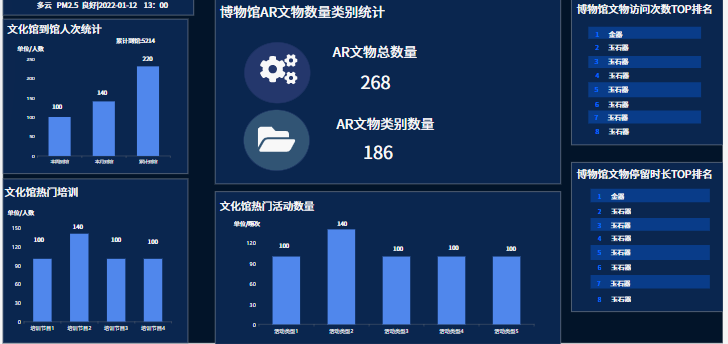 多云 PM2.5 良好|2022-01-12 13：00
文化馆到馆人次统计
单位/人数
累计到馆:5214
250
200
150
100
50
0
100
140
220
本周到馆
本月到馆
累计到馆
文化馆热门培训
单位/人数
150
120
90
60
30
0
100
140
100
100
培训节目1
培训节目2
培训节目3
培训节目4
博物馆AR文物数量类别统计
AR文物总数量
268
AR文物类别数量
186
文化馆热门活动数量
单位/场次
120
90
60
30
0
100
140
100
100
100
活动类型1
活动类型2
活动类型3
活动类型4
活动类型5
博物馆文物访问次数TOP排名
1 金器
2 玉石器
3 玉石器
4 玉石器
5 玉石器
6 玉石器
7 玉石器
8 玉石器
博物馆文物停留时长TOP排名
1 金器
2 玉石器
3 玉石器
4 玉石器
5 玉石器
6 玉石器
7 玉石器
8 玉石器